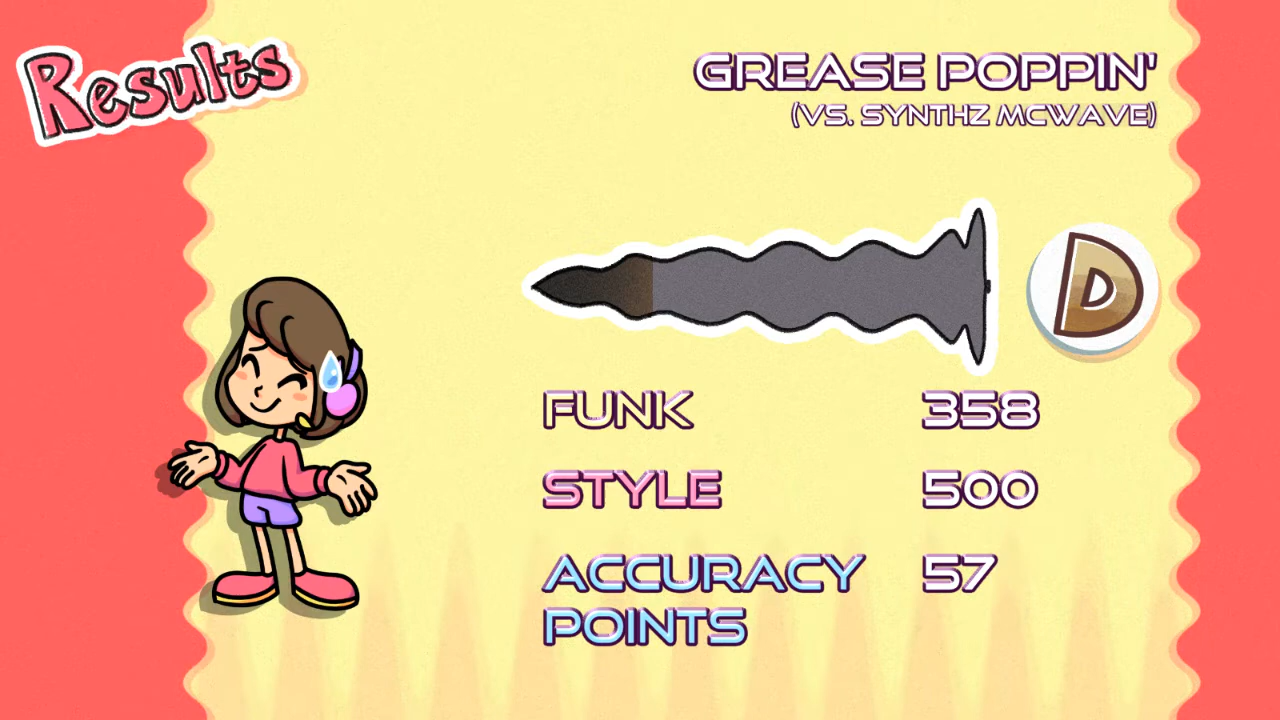 Results
GREASE POPPIN'
(VS. SYNTHZ MCWAVE)
D
FUNK 358
STYLE 500
ACCURACY 57
POINTS